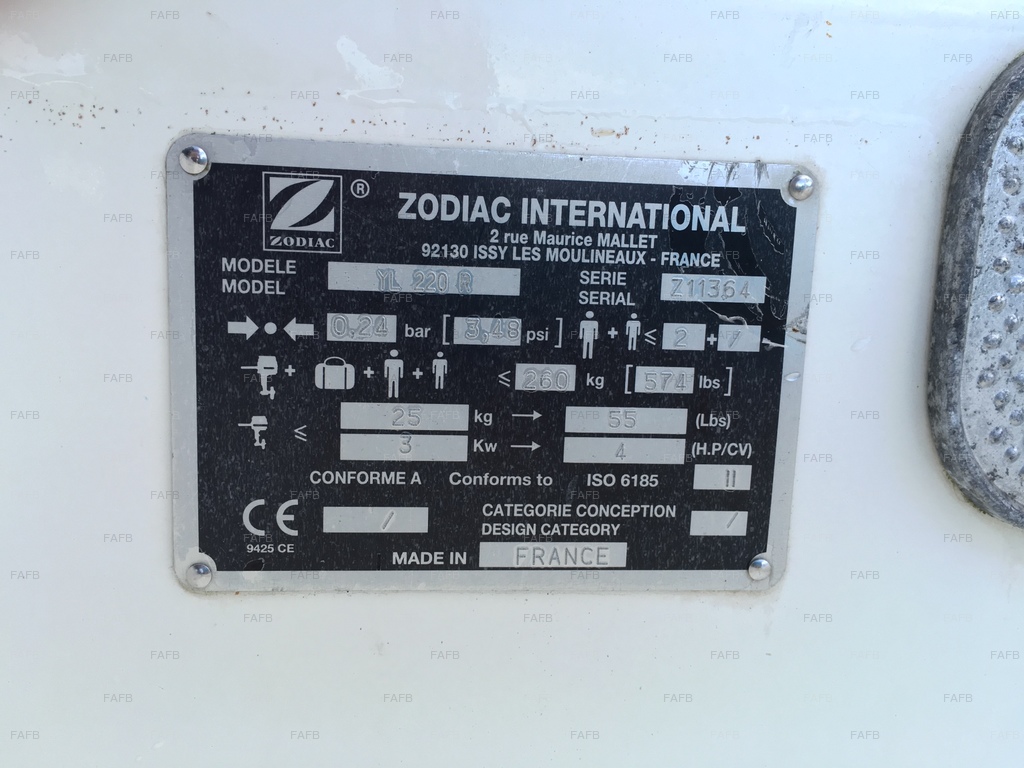 ZODIAC ®
ZODIAC INTERNATIONAL
2 rue Maurice MALLET
92130 ISSY LES MOULINEAUX - FRANCE
MODELE
MODEL
YL 220 R
SERIE
SERIAL
Z11364
0,24 bar [3,48 psi] + ≤ 2 + /
+ + + ≤ 260 kg [574 lbs]
≤ 25 kg → 55 (Lbs)
3 Kw → 4 (H.P/CV)
CONFORME A Conforms to ISO 6185 II
CE / CATEGORIE CONCEPTION
DESIGN CATEGORY /
9425 CE
MADE IN FRANCE
FAFB